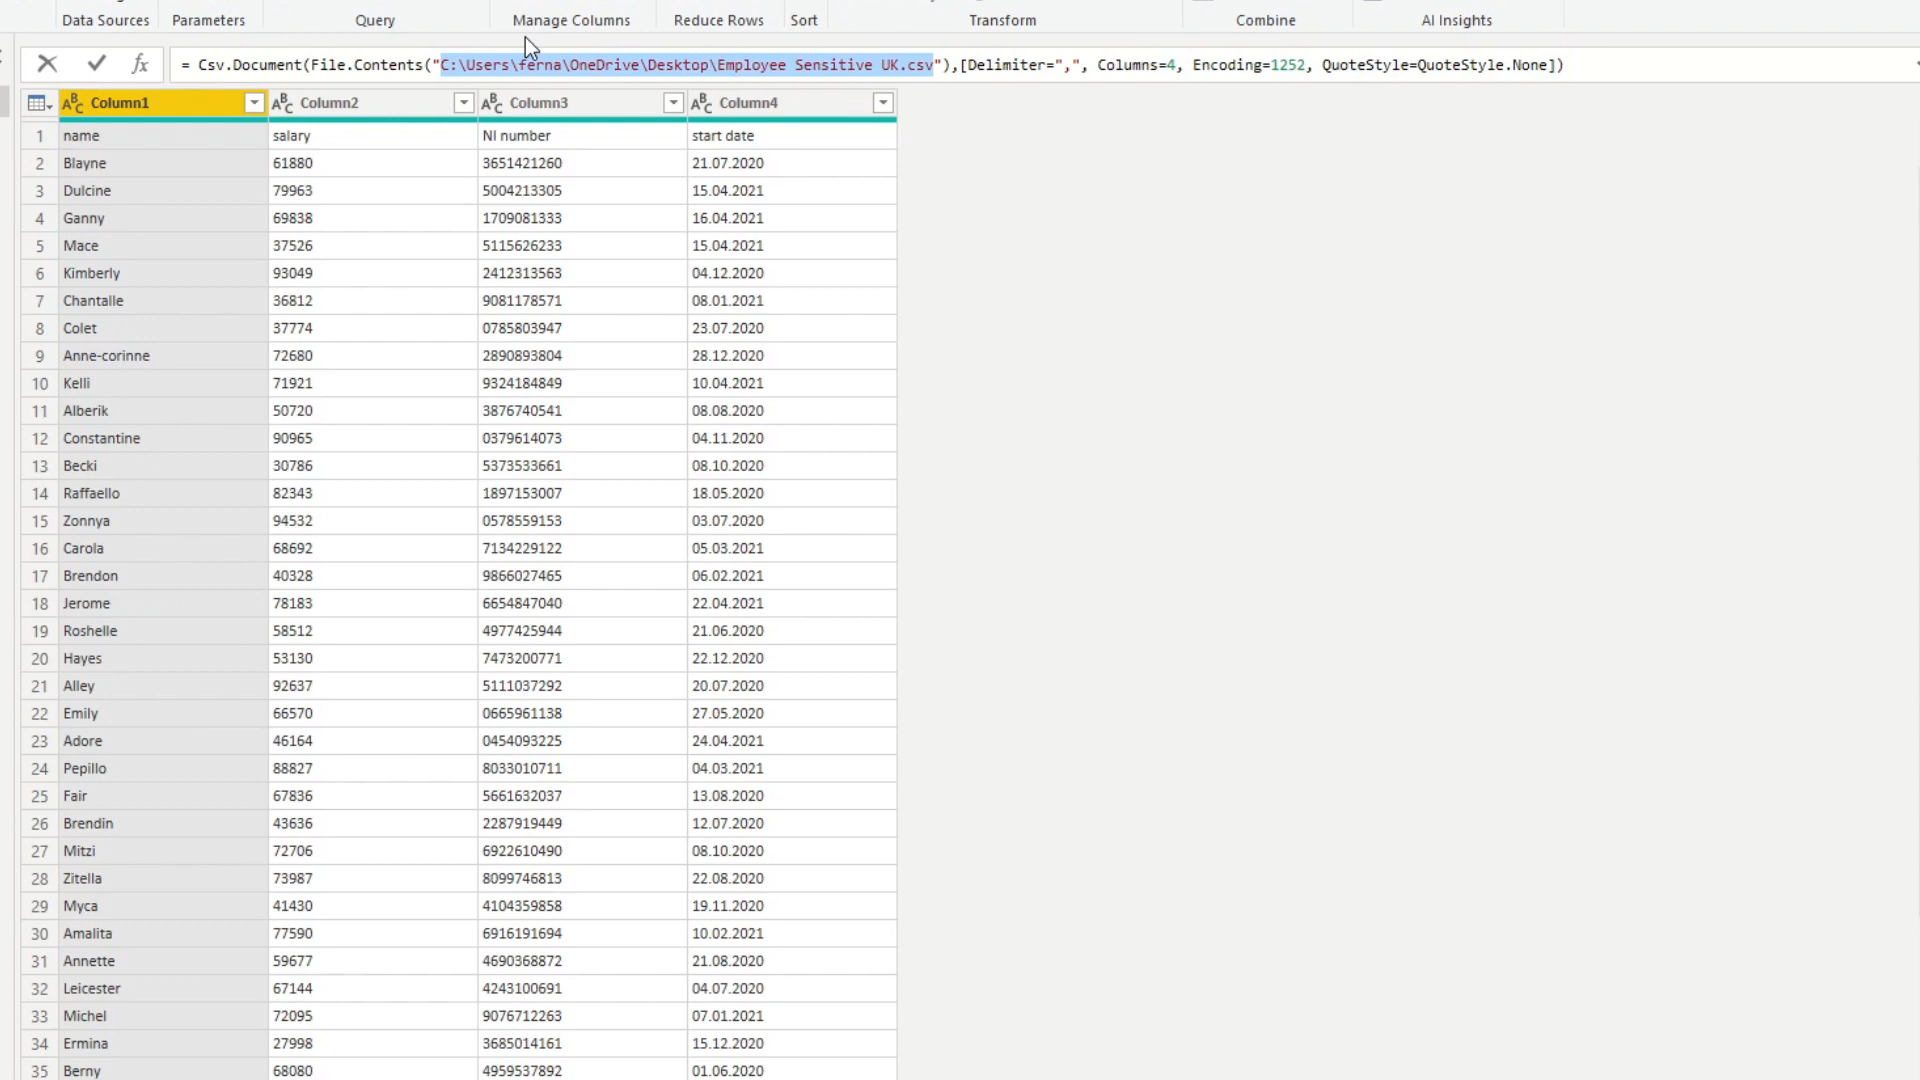 Data Sources Parameters Query Manage Columns Reduce Rows Sort Transform Combine AI Insights
fx = Csv.Document(File.Contents("C:\Users\ferna\OneDrive\Desktop\Employee Sensitive UK.csv"),[Delimiter=",", Columns=4, Encoding=1252, QuoteStyle=QuoteStyle.None])
ABC Column1 ABC Column2 ABC Column3 ABC Column4
1 name salary NI number start date
2 Blayne 61880 3651421260 21.07.2020
3 Dulcine 79963 5004213305 15.04.2021
4 Ganny 69838 1709081333 16.04.2021
5 Mace 37526 5115626233 15.04.2021
6 Kimberly 93049 2412313563 04.12.2020
7 Chantalle 36812 9081178571 08.01.2021
8 Colet 37774 0785803947 23.07.2020
9 Anne-corinne 72680 2890893804 28.12.2020
10 Kelli 71921 9324184849 10.04.2021
11 Alberik 50720 3876740541 08.08.2020
12 Constantine 90965 0379614073 04.11.2020
13 Becki 30786 5373533661 08.10.2020
14 Raffaello 82343 1897153007 18.05.2020
15 Zonnya 94532 0578559153 03.07.2020
16 Carola 68692 7134229122 05.03.2021
17 Brendon 40328 9866027465 06.02.2021
18 Jerome 78183 6654847040 22.04.2021
19 Roshelle 58512 4977425944 21.06.2020
20 Hayes 53130 7473200771 22.12.2020
21 Alley 92637 5111037292 20.07.2020
22 Emily 66570 0665961138 27.05.2020
23 Adore 46164 0454093225 24.04.2021
24 Pepillo 88827 8033010711 04.03.2021
25 Fair 67836 5661632037 13.08.2020
26 Brendin 43636 2287919449 12.07.2020
27 Mitzi 72706 6922610490 08.10.2020
28 Zitella 73987 8099746813 22.08.2020
29 Myca 41430 4104359858 19.11.2020
30 Amalita 77590 6916191694 10.02.2021
31 Annette 59677 4690368872 21.08.2020
32 Leicester 67144 4243100691 04.07.2020
33 Michel 72095 9076712263 07.01.2021
34 Ermina 27998 3685014161 15.12.2020
35 Berny 68080 4959537892 01.06.2020